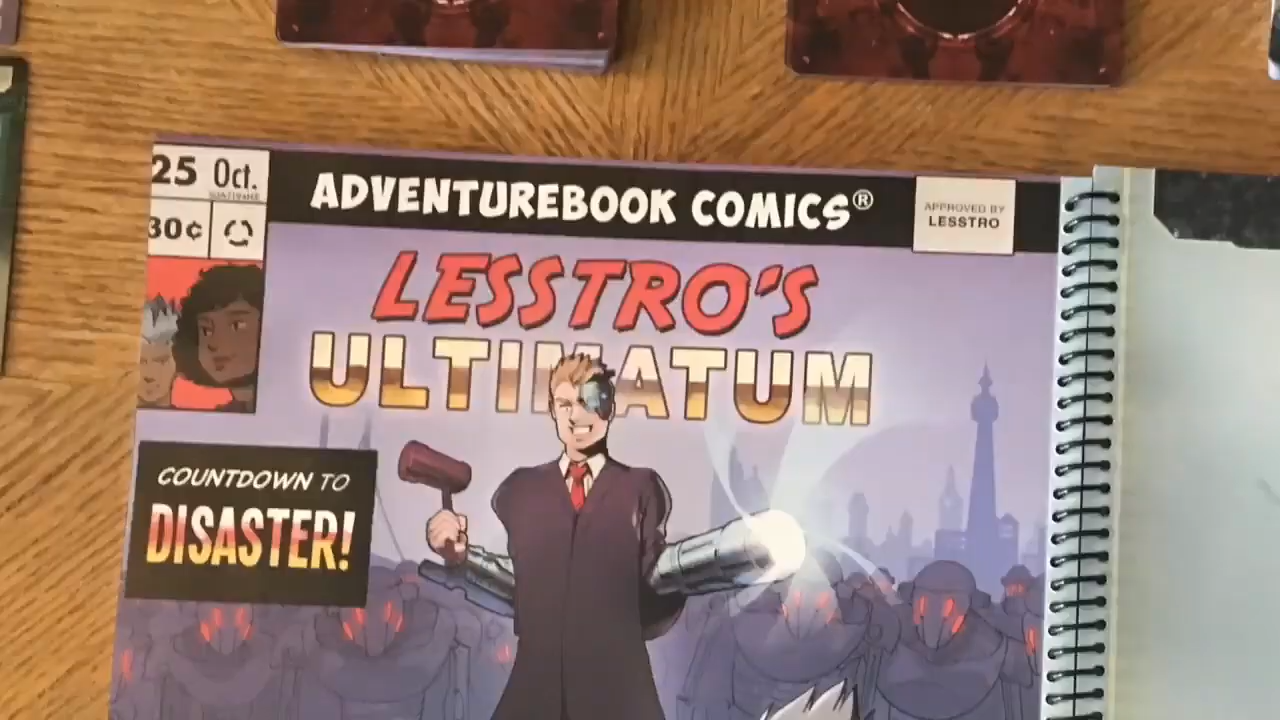 25 Oct.
30¢
ADVENTUREBOOK COMICS®
APPROVED BY
LESSTRO
LESSTRO'S
ULTIMATUM
COUNTDOWN TO
DISASTER!